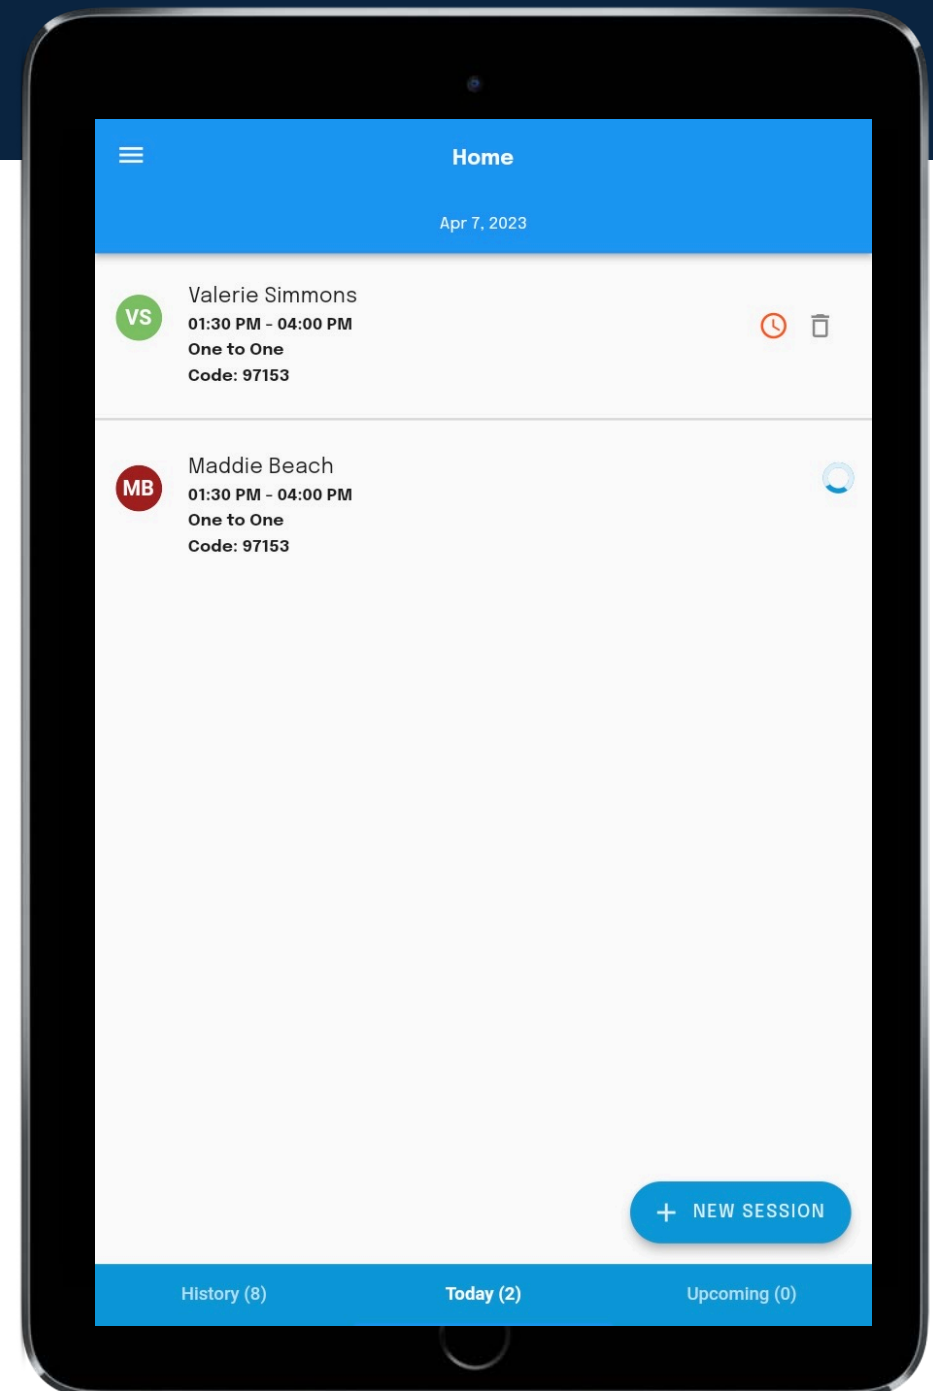 Home
Apr 7, 2023
VS
Valerie Simmons
01:30 PM - 04:00 PM
One to One
Code: 97153
MB
Maddie Beach
01:30 PM - 04:00 PM
One to One
Code: 97153
+ NEW SESSION
History (8)
Today (2)
Upcoming (0)